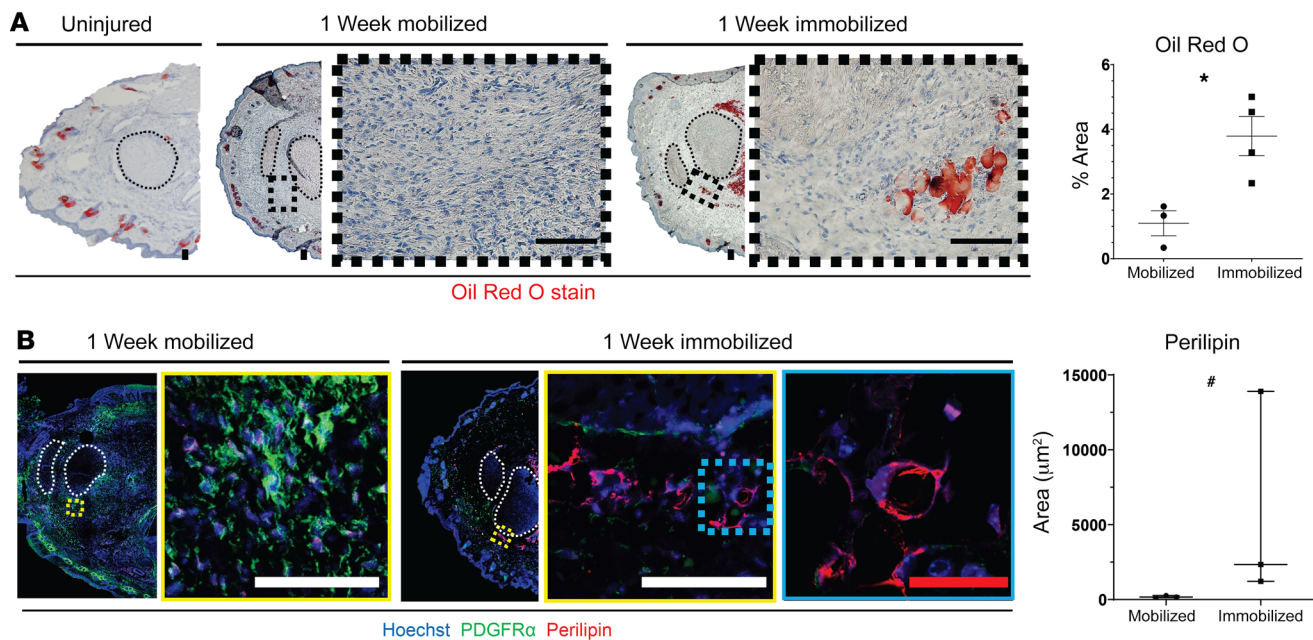 A
Uninjured
1 Week mobilized
1 Week immobilized
Oil Red O stain
Oil Red O
*
% Area
6
4
2
0
Mobilized
Immobilized
B
1 Week mobilized
1 Week immobilized
Hoechst PDGFRα Perilipin
Perilipin
#
Area (μm²)
15000
10000
5000
0
Mobilized
Immobilized